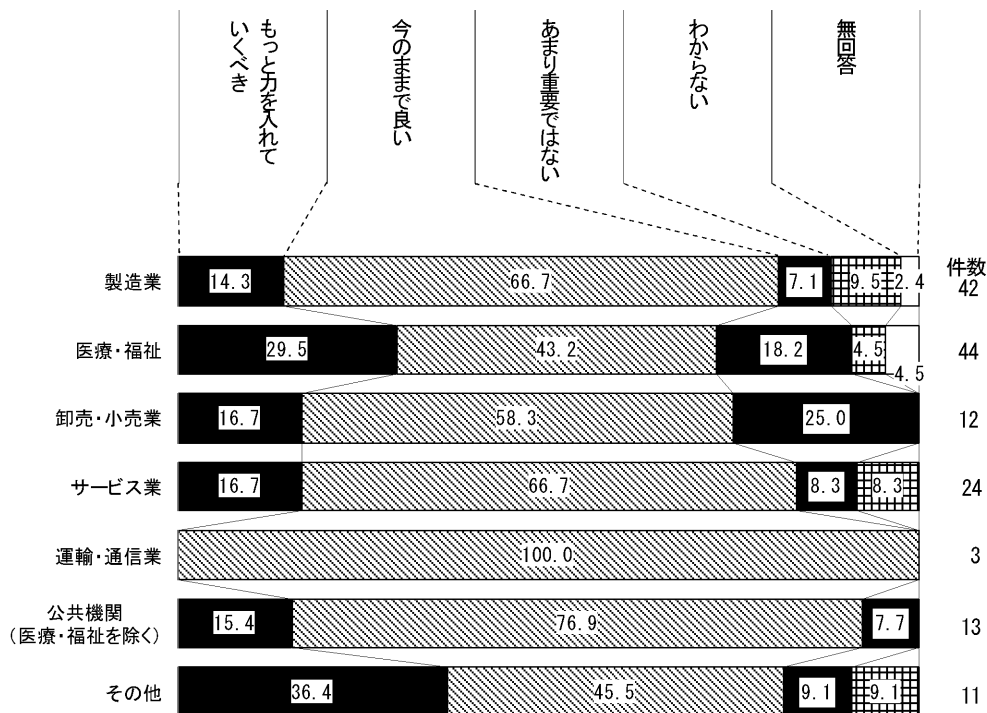 もっと力を入れて
いくべき
今のままで良い
あまり重要ではない
わからない
無回答
件数
製造業 14.3 66.7 7.1 9.5 2.4 42
医療・福祉 29.5 43.2 18.2 4.5 4.5 44
卸売・小売業 16.7 58.3 25.0 12
サービス業 16.7 66.7 8.3 8.3 24
運輸・通信業 100.0 3
公共機関
（医療・福祉を除く） 15.4 76.9 7.7 13
その他 36.4 45.5 9.1 9.1 11